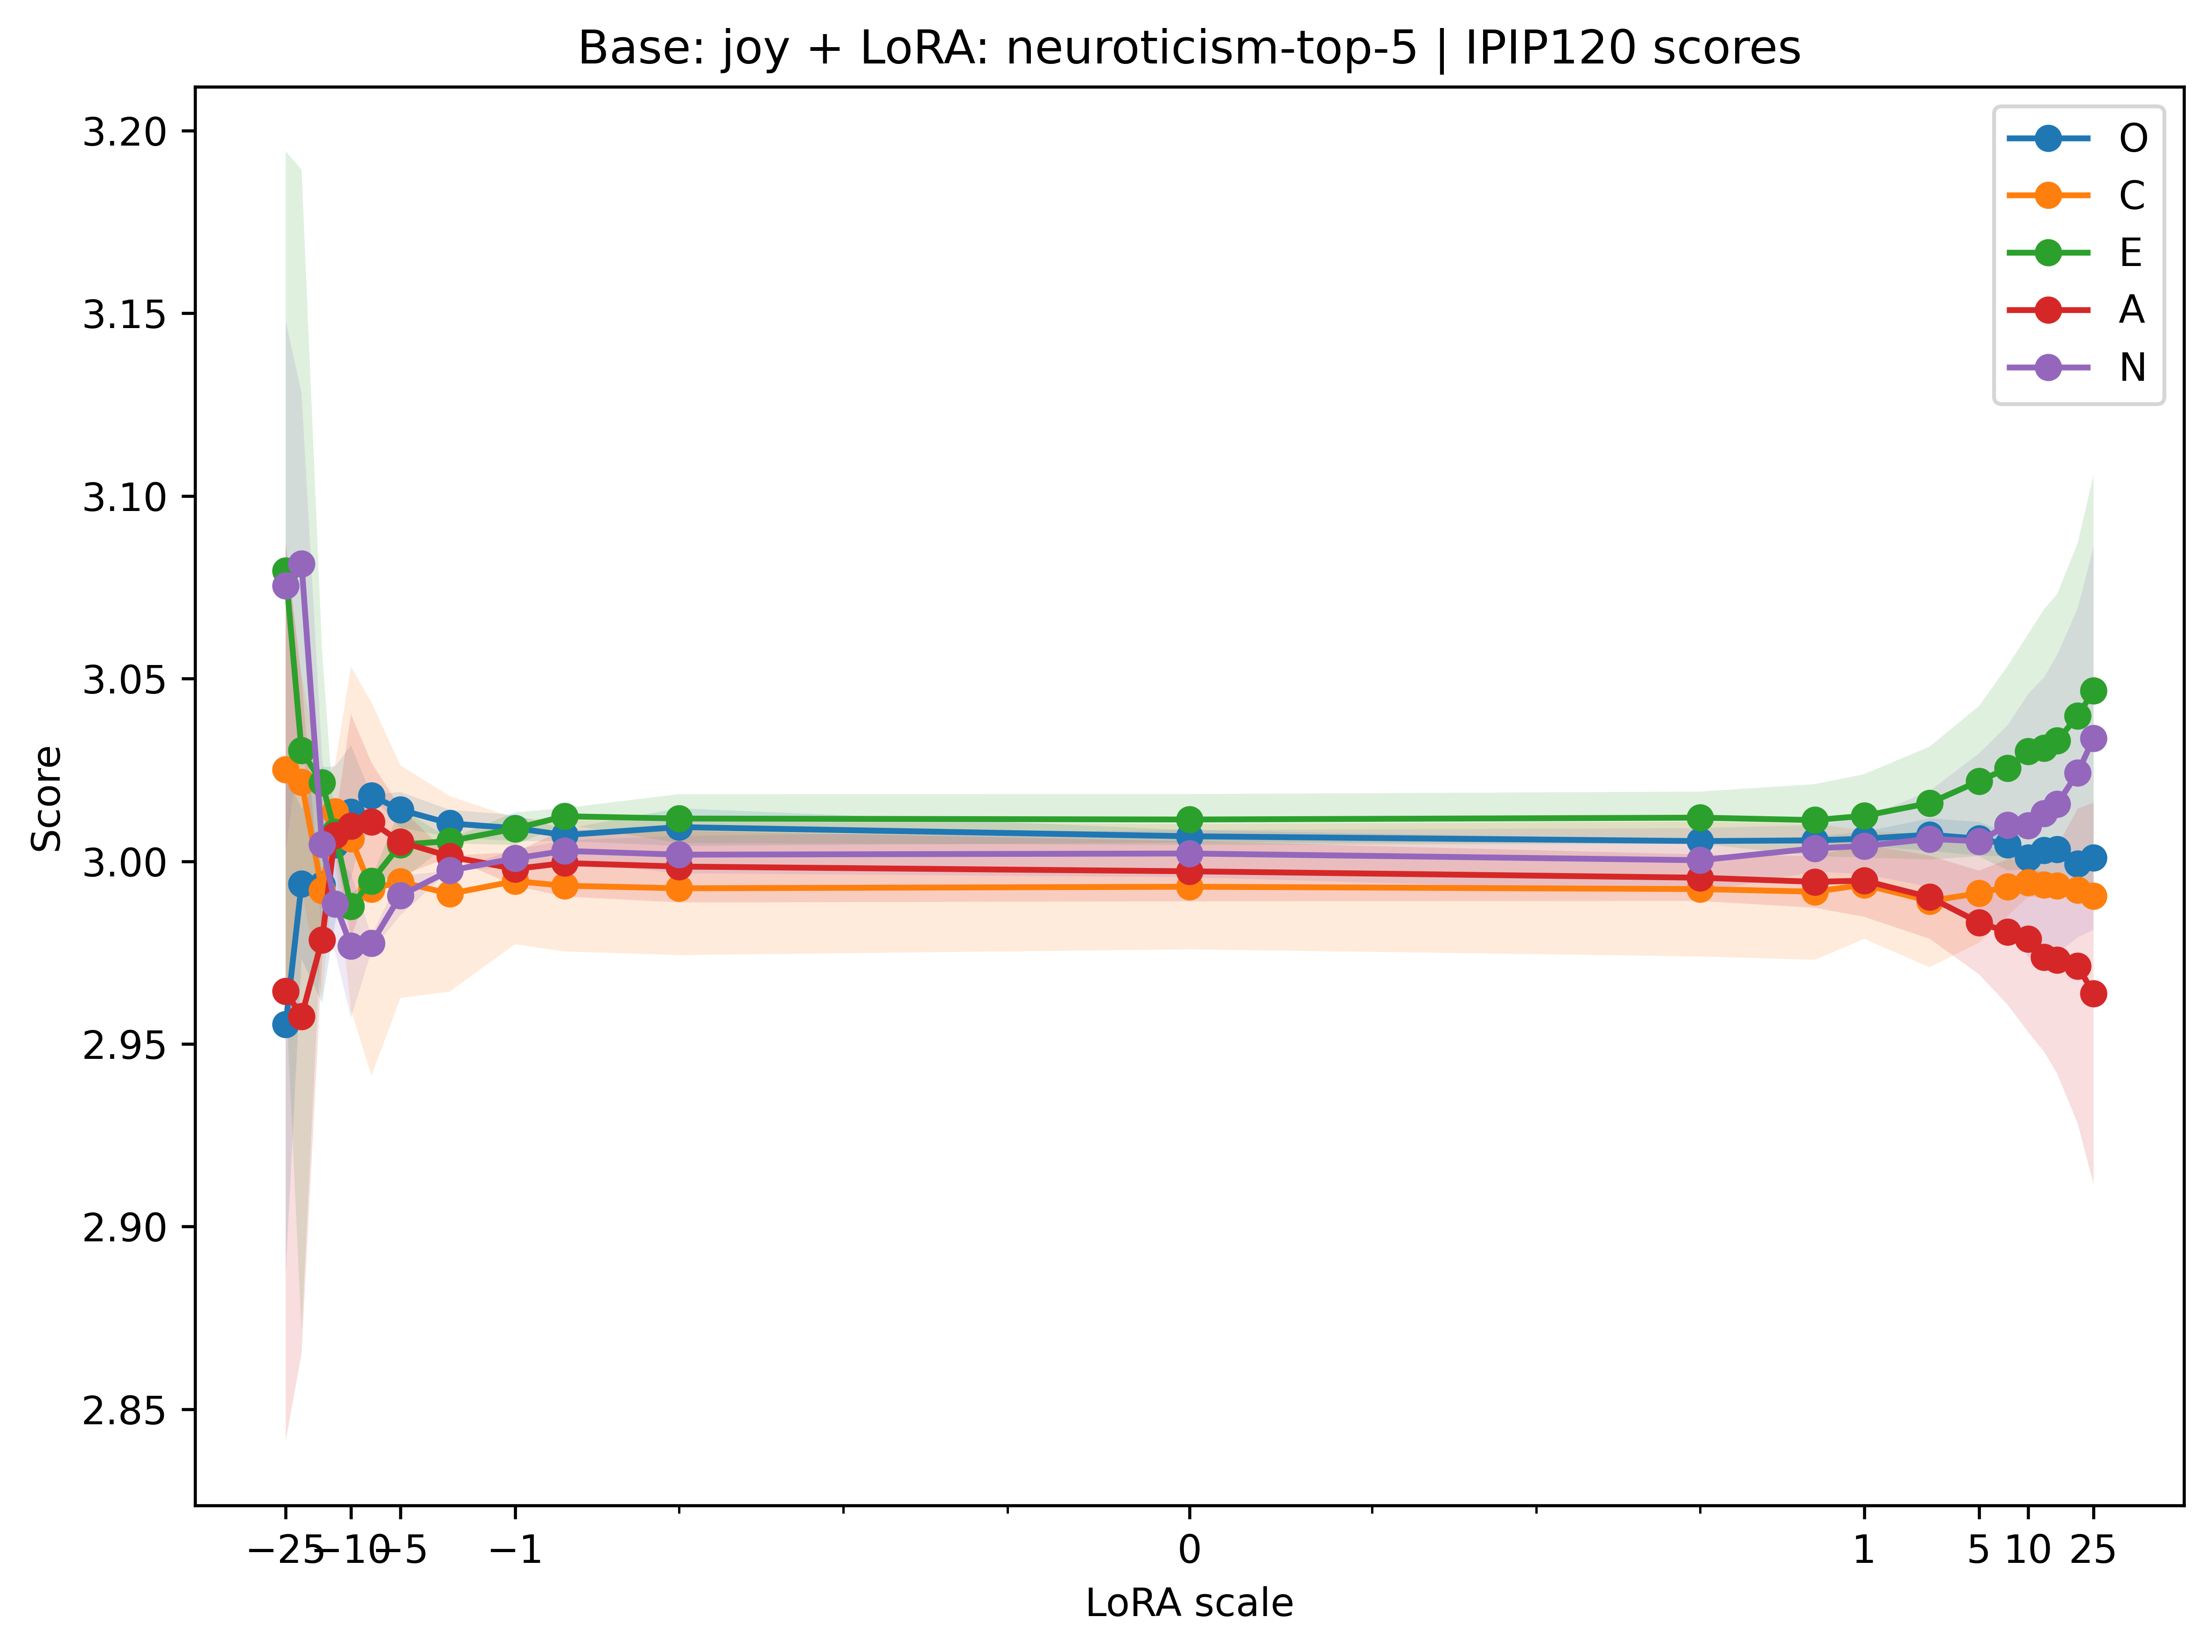 Base: joy + LoRA: neuroticism-top-5 | IPIP120 scores
3.20
3.15
3.10
3.05
3.00
2.95
2.90
2.85
Score
O
C
E
A
N
−25 −10 −5 −1 0 1 5 10 25
LoRA scale